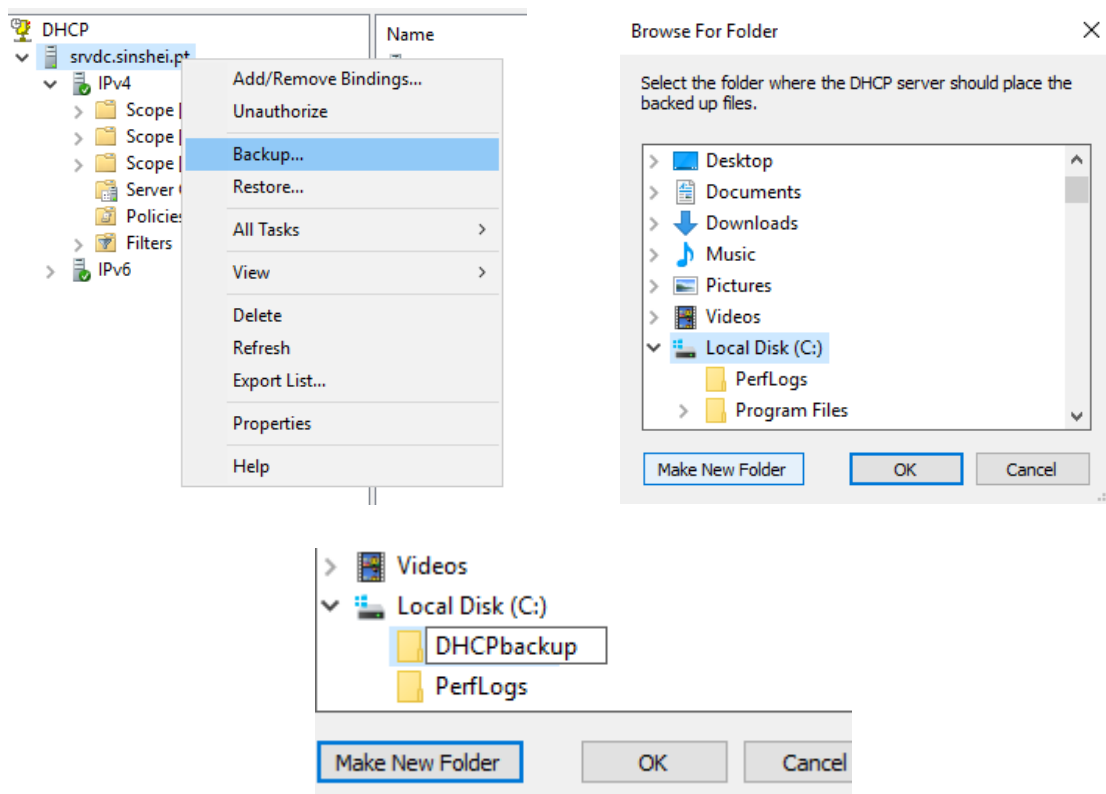 DHCP
srvdc.sinshei.pt
IPv4
Scope [
Scope [
Scope [
Server
Policies
Filters
IPv6
Name
Add/Remove Bindings...
Unauthorize
Backup...
Restore...
All Tasks
View
Delete
Refresh
Export List...
Properties
Help
Browse For Folder
Select the folder where the DHCP server should place the
backed up files.
Desktop
Documents
Downloads
Music
Pictures
Videos
Local Disk (C:)
PerfLogs
Program Files
Make New Folder
OK
Cancel
Videos
Local Disk (C:)
DHCPbackup
PerfLogs
Make New Folder
OK
Cancel